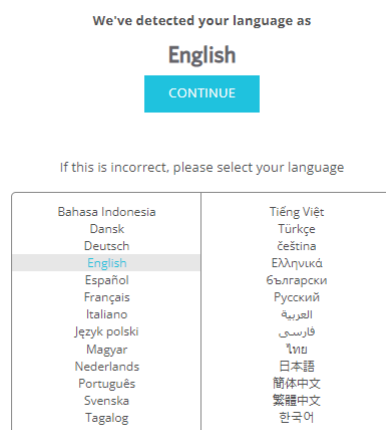 We've detected your language as
English
CONTINUE
If this is incorrect, please select your language
Bahasa Indonesia
Dansk
Deutsch
English
Español
Français
Italiano
Język polski
Magyar
Nederlands
Português
Svenska
Tagalog
Tiếng Việt
Türkçe
čeština
Ελληνικά
български
Русский
العربية
فارسی
ไทย
日本語
简体中文
繁體中文
한국어